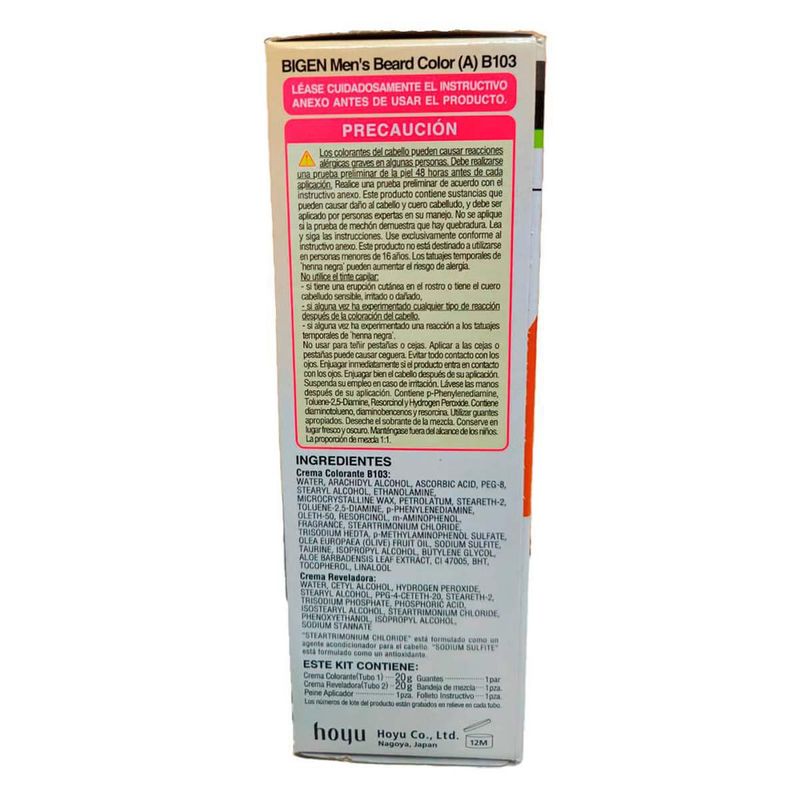 BIGEN Men's Beard Color (A) B103
LÉASE CUIDADOSAMENTE EL INSTRUCTIVO
ANEXO ANTES DE USAR EL PRODUCTO.
PRECAUCIÓN
Los colorantes del cabello pueden causar reacciones
alérgicas graves en algunas personas. Debe realizarse
una prueba preliminar de la piel 48 horas antes de cada
aplicación. Realice una prueba preliminar de acuerdo con el
instructivo anexo. Este producto contiene sustancias que
pueden causar daño al cabello y cuero cabelludo, y debe ser
aplicado por personas expertas en su manejo. No se aplique
si la prueba de mechón demuestra que hay quebradura. Lea
y siga las instrucciones. Use exclusivamente conforme al
instructivo anexo. Este producto no está destinado a utilizarse
en personas menores de 16 años. Los tatuajes temporales de
'henna negra' pueden aumentar el riesgo de alergia.
No utilice el tinte capilar:
- si tiene una erupción cutánea en el rostro o tiene el cuero
cabelludo sensible, irritado o dañado,
- si alguna vez ha experimentado cualquier tipo de reacción
después de la coloración del cabello,
- si alguna vez ha experimentado una reacción a los tatuajes
temporales de 'henna negra'.
No usar para teñir pestañas o cejas. Aplicar a las cejas o
pestañas puede causar ceguera. Evitar todo contacto con los
ojos. Enjuagar inmediatamente si el producto entra en contacto
con los ojos. Enjuagar bien el cabello después de su aplicación.
Suspenda su empleo en caso de irritación. Lávese las manos
después de su aplicación. Contiene p-Phenylenediamine,
Toluene-2,5-Diamine, Resorcinol y Hydrogen Peroxide. Contiene
diaminotolueno, diaminobencenos y resorcina. Utilizar guantes
apropiados. Deseche el sobrante de la mezcla. Conserve en
lugar fresco y oscuro. Manténgase fuera del alcance de los niños.
La proporción de mezcla 1:1.
INGREDIENTES
Crema Colorante B103:
WATER, ARACHIDYL ALCOHOL, ASCORBIC ACID, PEG-8,
STEARYL ALCOHOL, ETHANOLAMINE,
MICROCRYSTALLINE WAX, PETROLATUM, STEARETH-2,
TOLUENE-2,5-DIAMINE, p-PHENYLENEDIAMINE,
OLETH-50, RESORCINOL, m-AMINOPHENOL,
FRAGRANCE, STEARTRIMONIUM CHLORIDE,
TRISODIUM HEDTA, p-METHYLAMINOPHENOL SULFATE,
OLEA EUROPAEA (OLIVE) FRUIT OIL, SODIUM SULFITE,
TAURINE, ISOPROPYL ALCOHOL, BUTYLENE GLYCOL,
ALOE BARBADENSIS LEAF EXTRACT, CI 47005, BHT,
TOCOPHEROL, LINALOOL
Crema Reveladora:
WATER, CETYL ALCOHOL, HYDROGEN PEROXIDE,
STEARYL ALCOHOL, PPG-4-CETETH-20, STEARETH-2,
TRISODIUM PHOSPHATE, PHOSPHORIC ACID,
ISOSTEARYL ALCOHOL, STEARTRIMONIUM CHLORIDE,
PHENOXYETHANOL, ISOPROPYL ALCOHOL,
SODIUM STANNATE
"STEARTRIMONIUM CHLORIDE" está formulado como un
agente acondicionador para el cabello. "SODIUM SULFITE"
está formulado como un antioxidante.
ESTE KIT CONTIENE:
Crema Colorante(Tubo 1) --- 20g Guantes --- 1par
Crema Reveladora(Tubo 2) -- 20g Bandeja de mezcla --- 1pza.
Peine Aplicador --- 1pza. Folleto Instructivo --- 1pza.
Los números de lote del producto están grabados en relieve en cada tubo.
hoyu Hoyu Co., Ltd.
Nagoya, Japan
12M